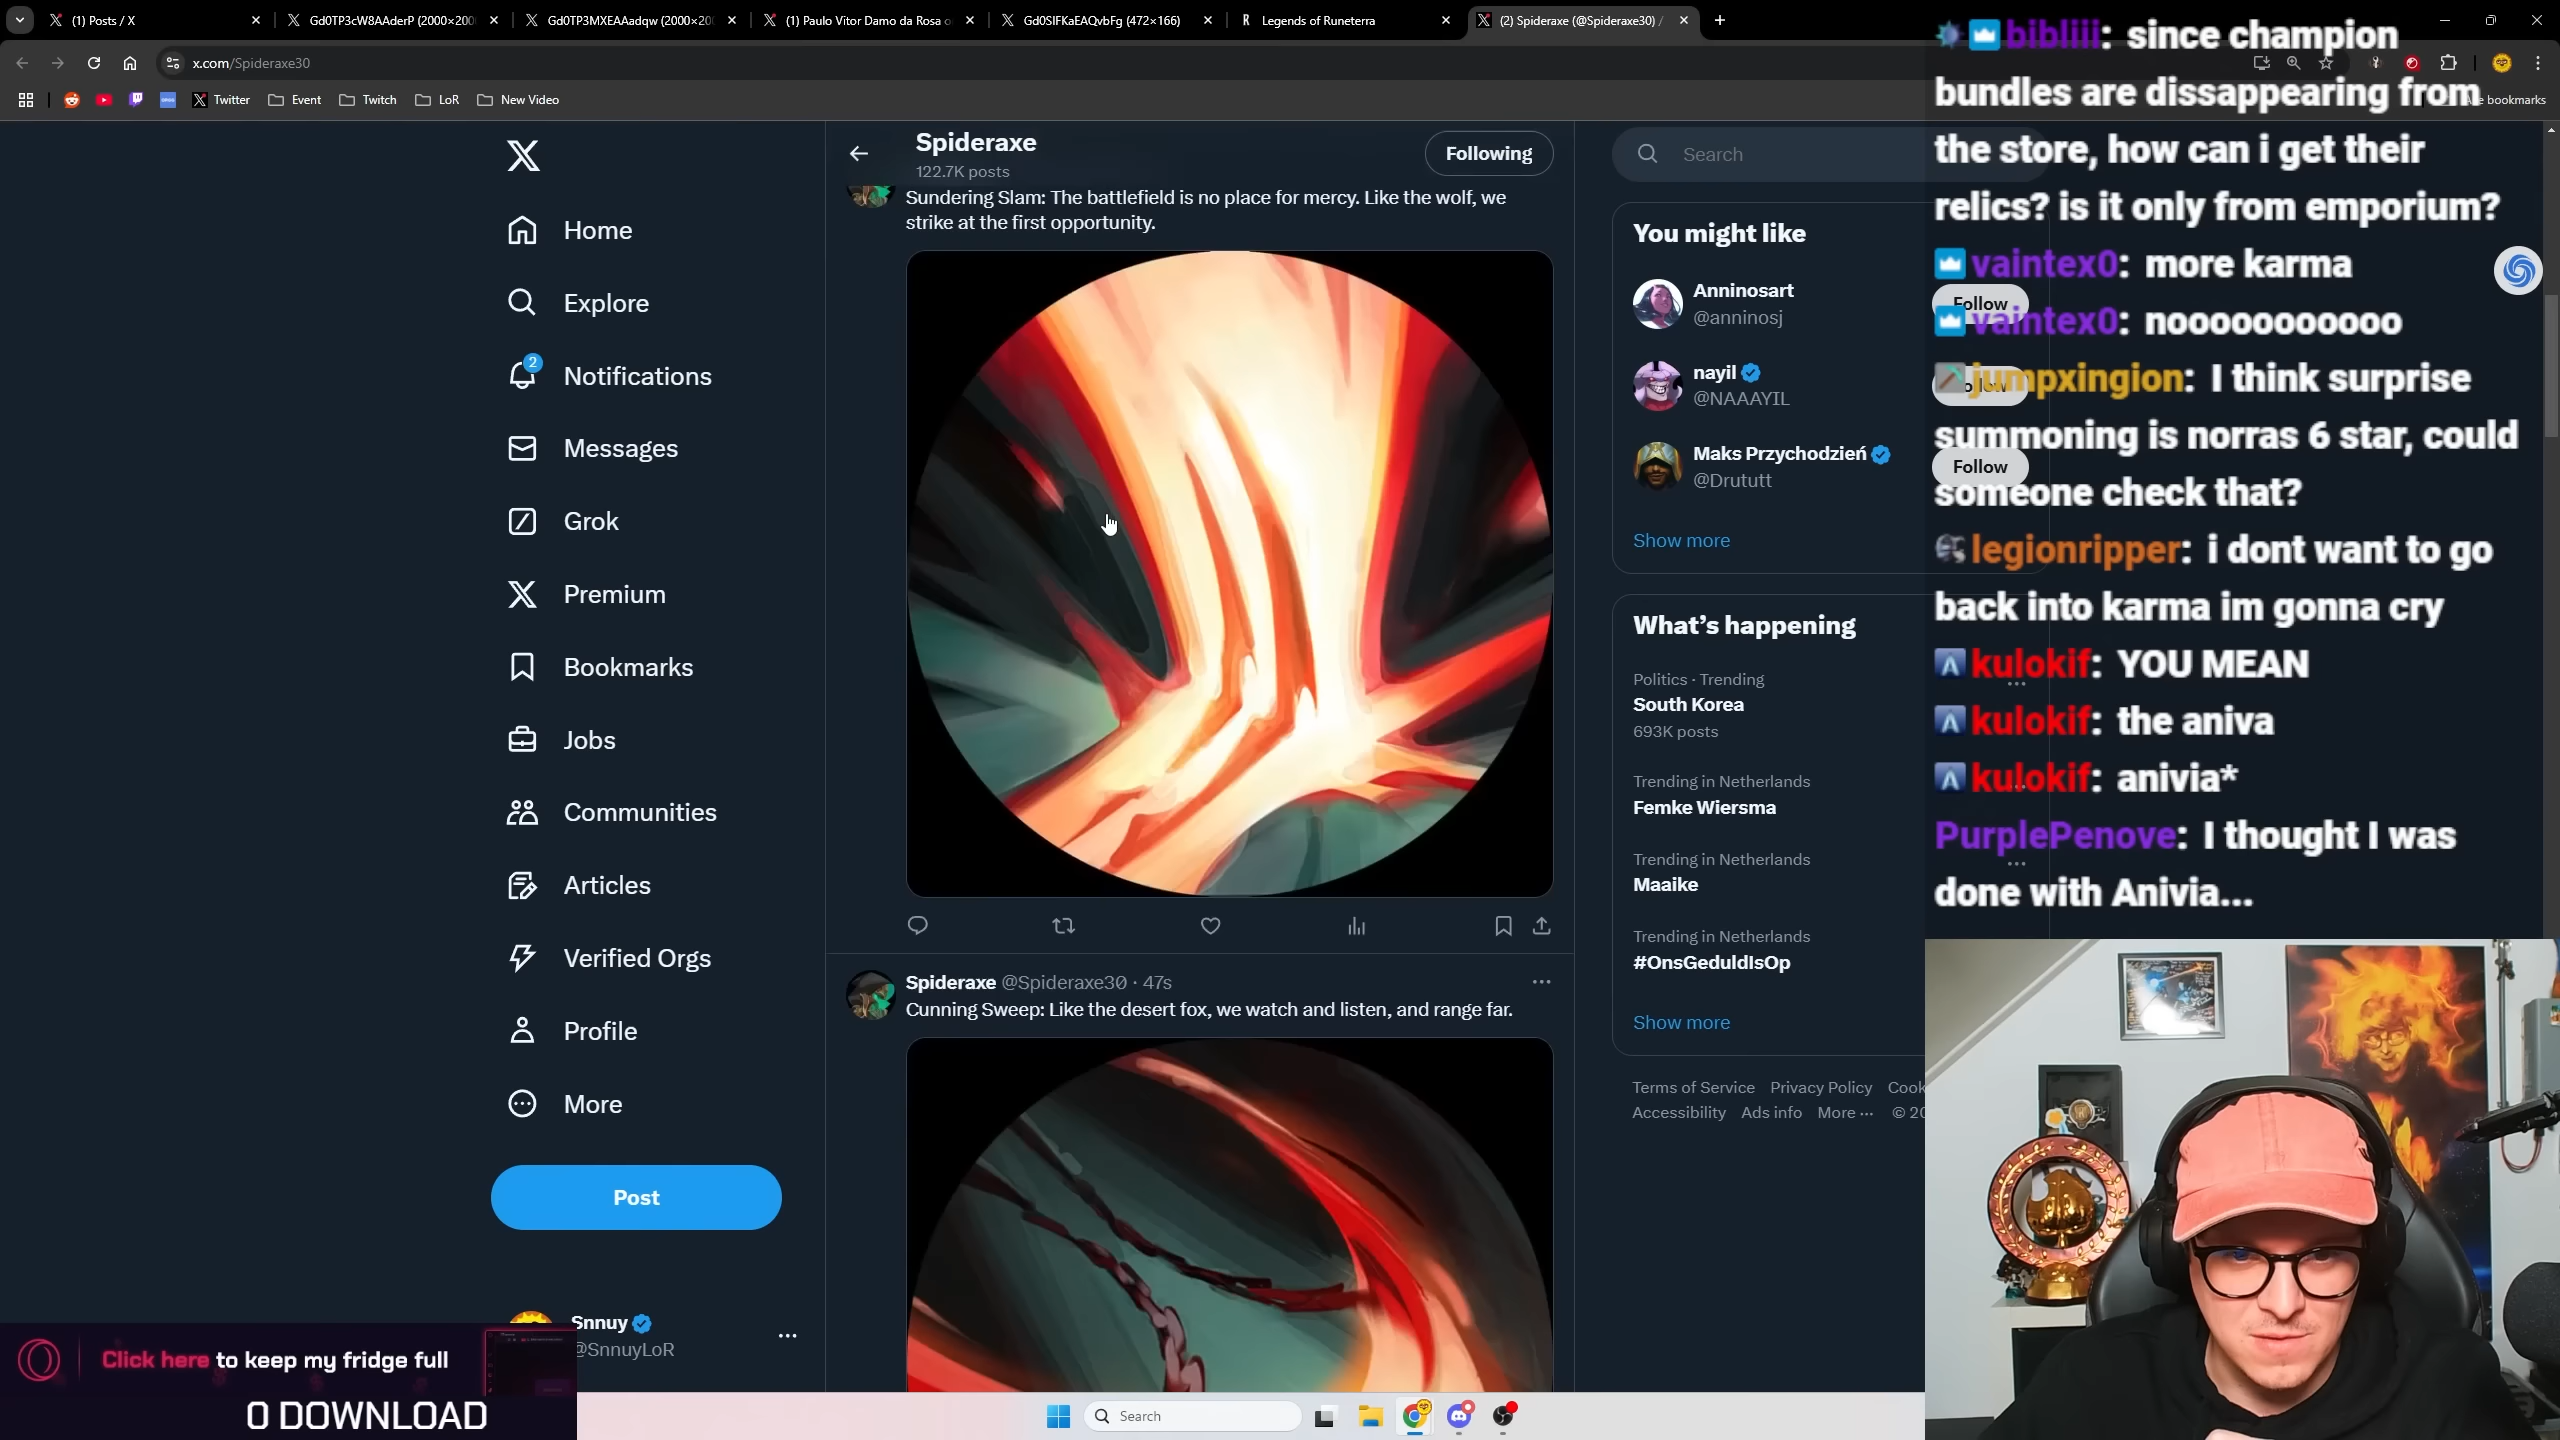 (1) Posts / X
Gd0TP3cW8AAderP (2000×200
Gd0TP3MXEAAadqw (2000×20
(1) Paulo Vitor Damo da Rosa o
Gd0SIFKaEAQvbFg (472×166)
Legends of Runeterra
(2) Spideraxe (@Spideraxe30) /
x.com/Spideraxe30
Twitter
Event
Twitch
LoR
New Video
bookmarks
Home
Explore
2
Notifications
Messages
Grok
Premium
Bookmarks
Jobs
Communities
Articles
Verified Orgs
Profile
More
Post
Snnuy
@SnnuyLoR
Click here to keep my fridge full
0 DOWNLOAD
Spideraxe
122.7K posts
Following
Sundering Slam: The battlefield is no place for mercy. Like the wolf, we
strike at the first opportunity.
Spideraxe @Spideraxe30 · 47s
Cunning Sweep: Like the desert fox, we watch and listen, and range far.
Search
You might like
Anninosart
@anninosj
Follow
nayil
@NAAAYIL
Maks Przychodzień
@Drututt
Follow
Show more
What’s happening
Politics · Trending
South Korea
693K posts
Trending in Netherlands
Femke Wiersma
Trending in Netherlands
Maaike
Trending in Netherlands
#OnsGeduldIsOp
Show more
Terms of Service Privacy Policy Cook
Accessibility Ads info More ··· © 20
bibliii: since champion
bundles are dissappearing from
the store, how can i get their
relics? is it only from emporium?
vaintex0: more karma
vaintex0: nooooooooooo
jumpxingion: I think surprise
summoning is norras 6 star, could
someone check that?
legionripper: i dont want to go
back into karma im gonna cry
kulokif: YOU MEAN
kulokif: the aniva
kulokif: anivia*
PurplePenove: I thought I was
done with Anivia...
Search